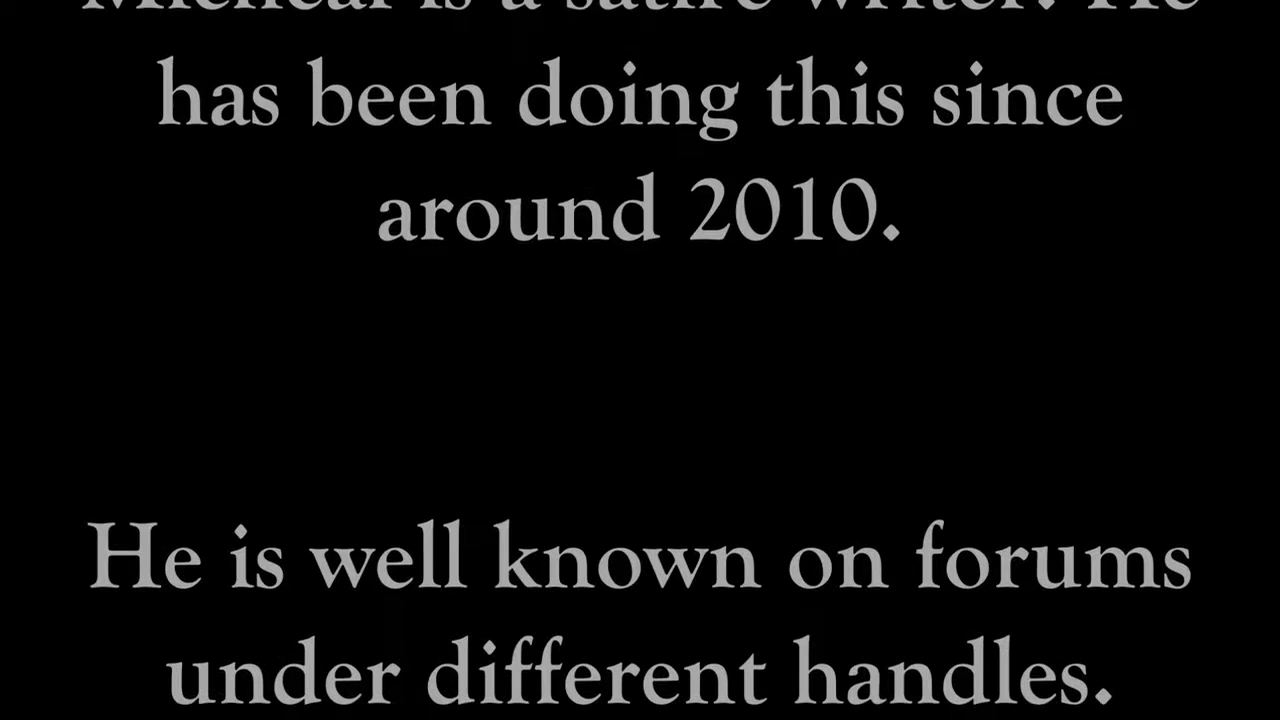 is a satire writer. He
has been doing this since
around 2010.
He is well known on forums
under different handles.